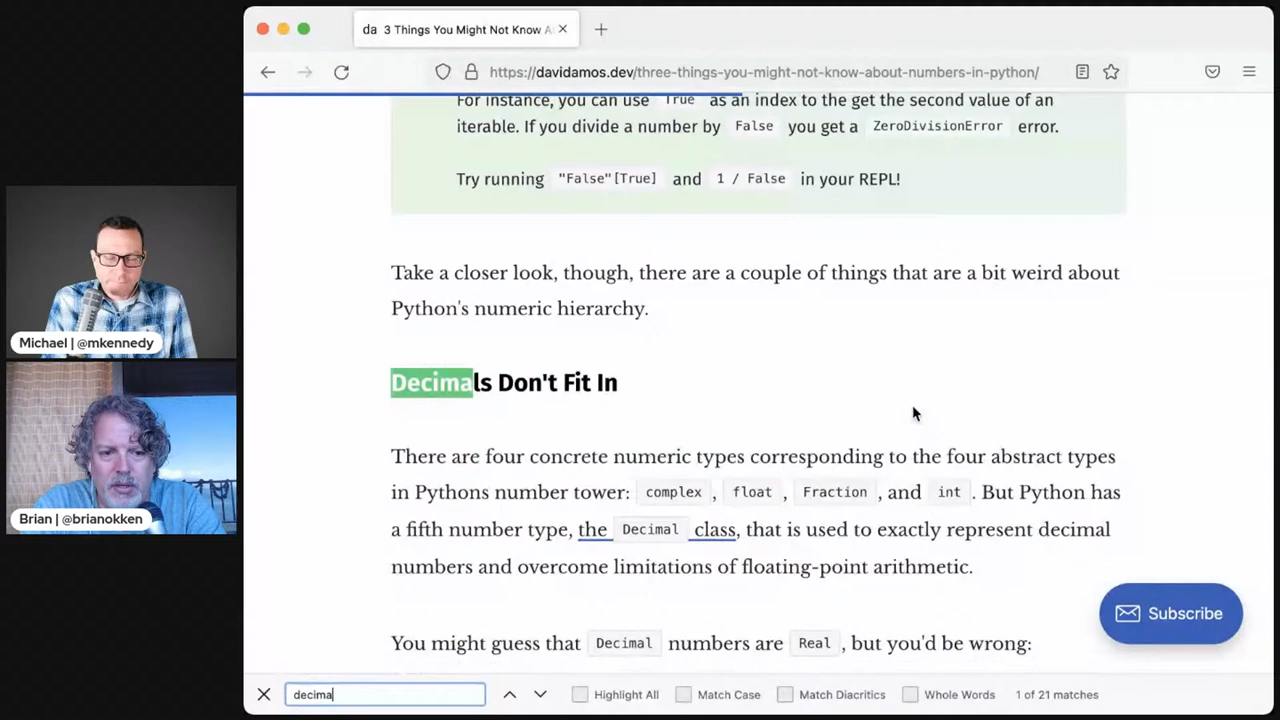 da 3 Things You Might Not Know A
https://davidamos.dev/three-things-you-might-not-know-about-numbers-in-python/
For instance, you can use True as an index to the get the second value of an
iterable. If you divide a number by False you get a ZeroDivisionError error.
Try running "False"[True] and 1 / False in your REPL!
Take a closer look, though, there are a couple of things that are a bit weird about
Python's numeric hierarchy.
Decimals Don't Fit In
There are four concrete numeric types corresponding to the four abstract types
in Pythons number tower: complex, float, Fraction, and int. But Python has
a fifth number type, the Decimal class, that is used to exactly represent decimal
numbers and overcome limitations of floating-point arithmetic.
Subscribe
You might guess that Decimal numbers are Real, but you'd be wrong:
decima
Highlight All
Match Case
Match Diacritics
Whole Words
1 of 21 matches
Michael | @mkennedy
Brian | @brianokken